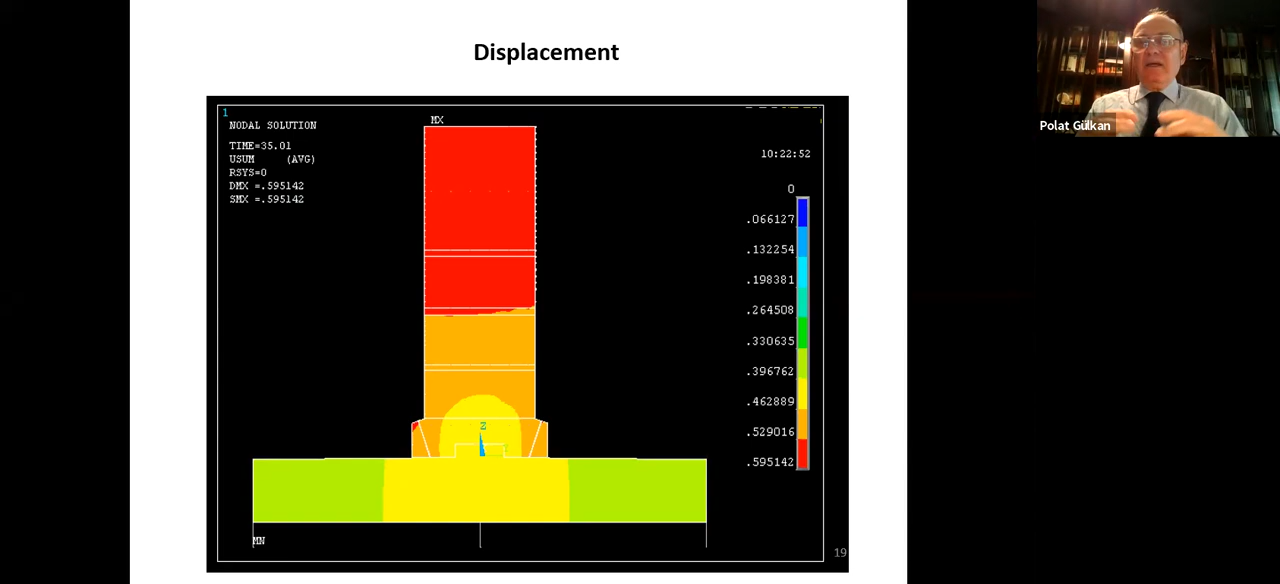 Displacement
1
NODAL SOLUTION
TIME=35.01
USUM (AVG)
RSYS=0
DMX =.595142
SMX =.595142
MX
10:22:52
0
.066127
.132254
.198381
.264508
.330635
.396762
.462889
.529016
.595142
Z
MN
19
Polat Gülkan